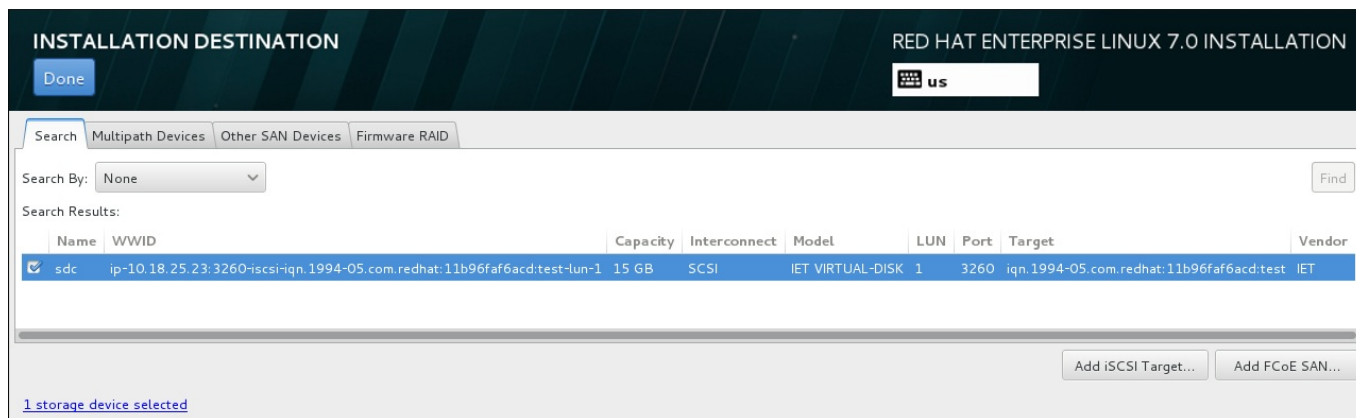 INSTALLATION DESTINATION
RED HAT ENTERPRISE LINUX 7.0 INSTALLATION
Done
us
Search Multipath Devices Other SAN Devices Firmware RAID
Search By: None
Find
Search Results:
Name WWID Capacity Interconnect Model LUN Port Target Vendor
sdc ip-10.18.25.23:3260-iscsi-iqn.1994-05.com.redhat:11b96faf6acd:test-lun-1 15 GB SCSI IET VIRTUAL-DISK 1 3260 iqn.1994-05.com.redhat:11b96faf6acd:test IET
Add iSCSI Target... Add FCoE SAN...
1 storage device selected